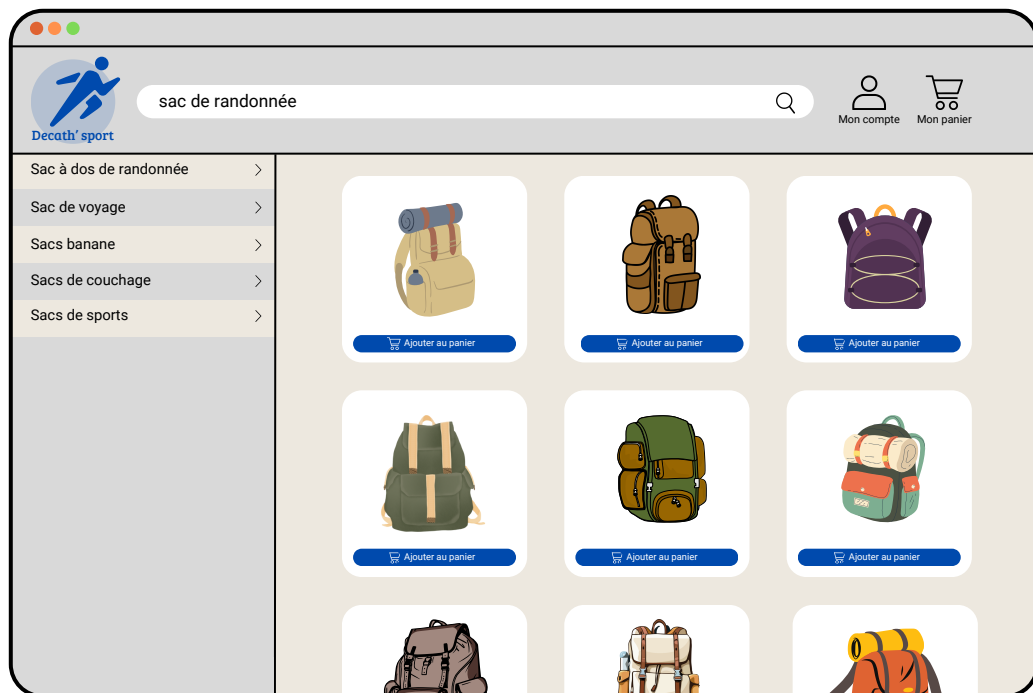 sac de randonnée
Mon compte
Mon panier
Decath' sport
Sac à dos de randonnée
Sac de voyage
Sacs banane
Sacs de couchage
Sacs de sports
Ajouter au panier
Ajouter au panier
Ajouter au panier
Ajouter au panier
Ajouter au panier
Ajouter au panier